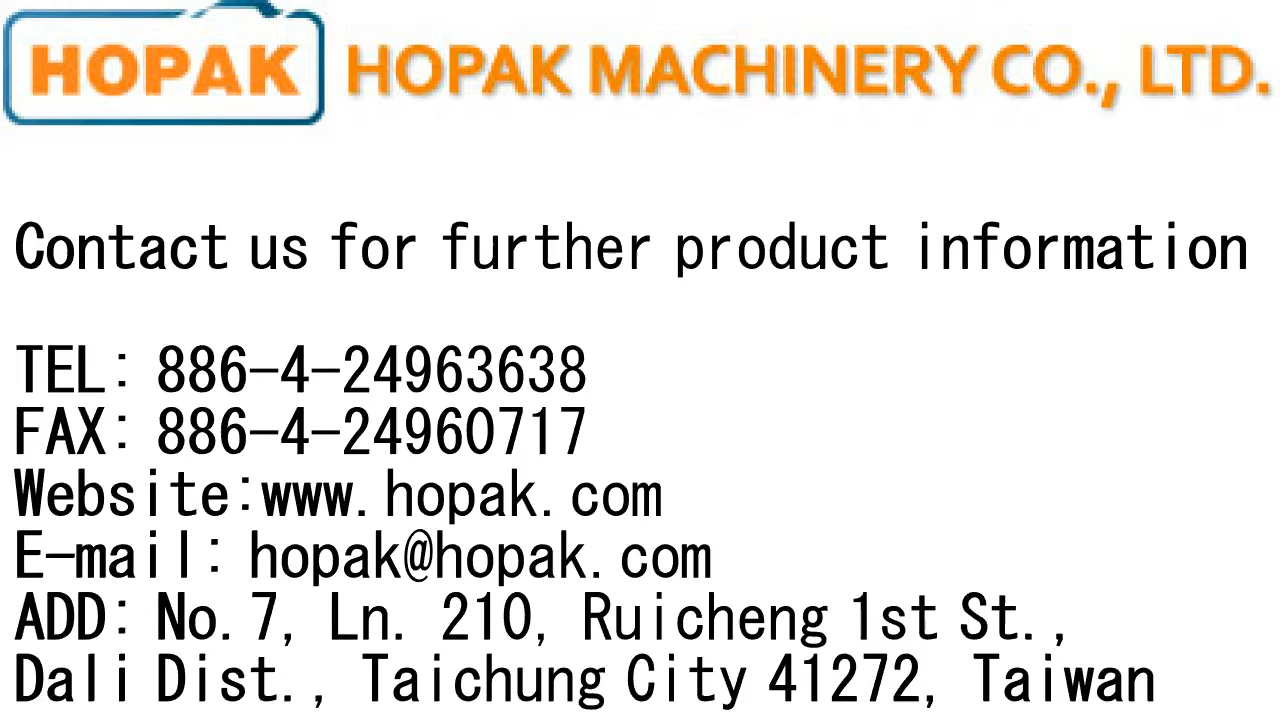 HOPAK HOPAK MACHINERY CO., LTD.
Contact us for further product information
TEL: 886-4-24963638
FAX: 886-4-24960717
Website:www.hopak.com
E-mail: hopak@hopak.com
ADD: No.7, Ln. 210, Ruicheng 1st St.,
Dali Dist., Taichung City 41272, Taiwan